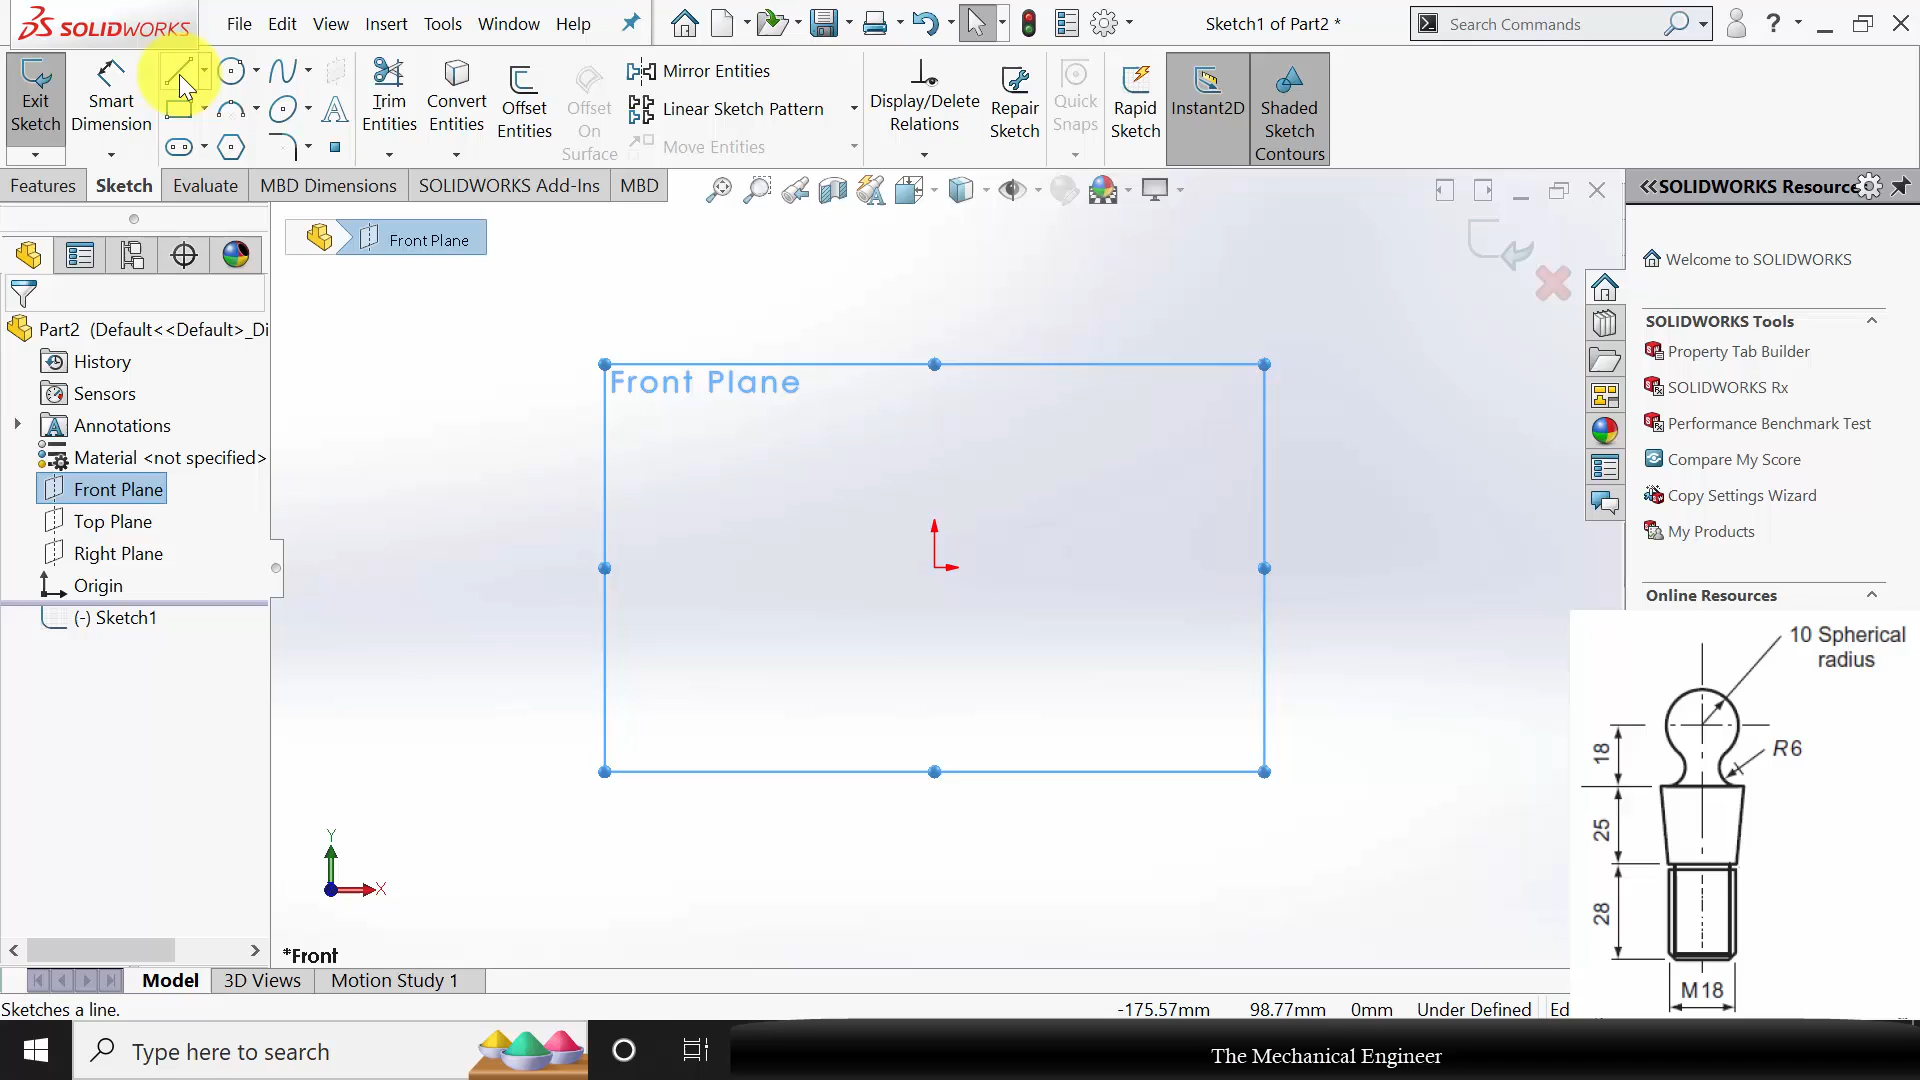 SOLIDWORKS
File Edit View Insert Tools Window Help
Sketch1 of Part2 *
Search Commands
?
Exit Sketch
Smart Dimension
Trim Entities
Convert Entities
Offset Entities
Offset On Surface
Mirror Entities
Linear Sketch Pattern
Move Entities
Display/Delete Relations
Repair Sketch
Quick Snaps
Rapid Sketch
Instant2D
Shaded Sketch Contours
Features Sketch Evaluate MBD Dimensions SOLIDWORKS Add-Ins MBD
SOLIDWORKS Resource
Front Plane
Welcome to SOLIDWORKS
SOLIDWORKS Tools
Property Tab Builder
SOLIDWORKS Rx
Performance Benchmark Test
Compare My Score
Copy Settings Wizard
My Products
Online Resources
Part2 (Default<<Default>_Di
History
Sensors
Annotations
Material <not specified>
Front Plane
Top Plane
Right Plane
Origin
(-) Sketch1
Front Plane
Y
X
*Front
10 Spherical
radius
R6
18
25
28
M18
Model 3D Views Motion Study 1
Sketches a line.
-175.57mm 98.77mm 0mm Under Defined Ed
Type here to search
The Mechanical Engineer